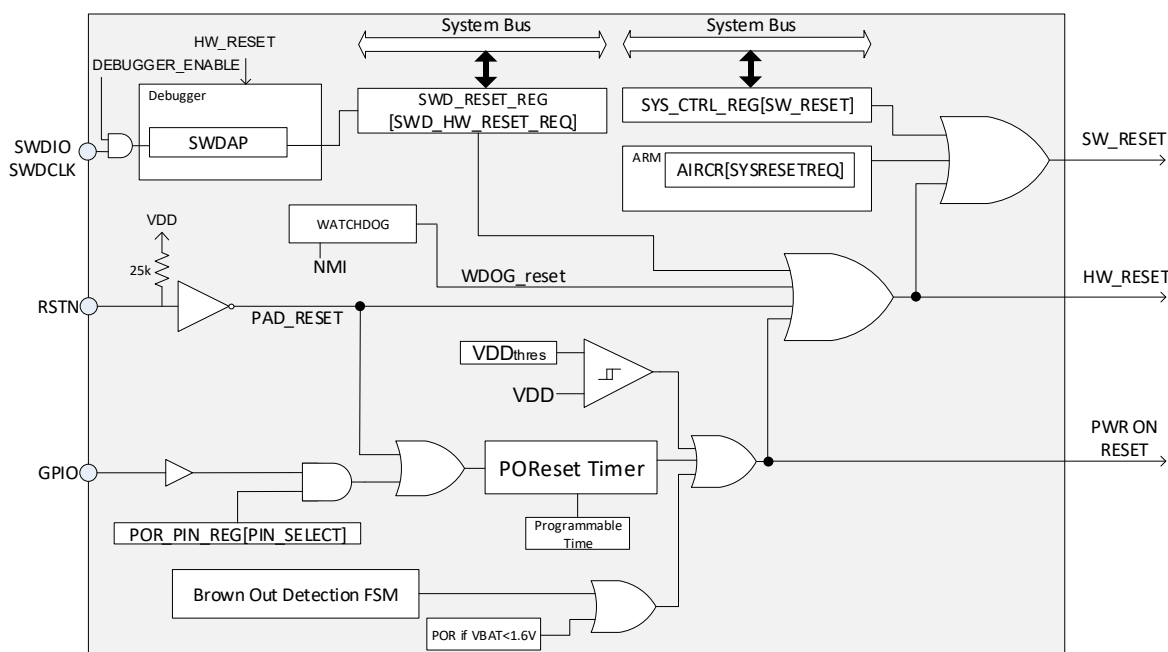 System Bus
System Bus
HW_RESET
DEBUGGER_ENABLE
Debugger
SWDAP
SWD_RESET_REG
[SWD_HW_RESET_REQ]
SYS_CTRL_REG[SW_RESET]
SWDIO
SWDCLK
ARM
AIRCR[SYSRESETREQ]
SW_RESET
VDD
25k
WATCHDOG
NMI
WDOG_reset
RSTN
PAD_RESET
HW_RESET
VDDthres
VDD
GPIO
POReset Timer
PWR ON
RESET
POR_PIN_REG[PIN_SELECT]
Programmable
Time
Brown Out Detection FSM
POR if VBAT<1.6V